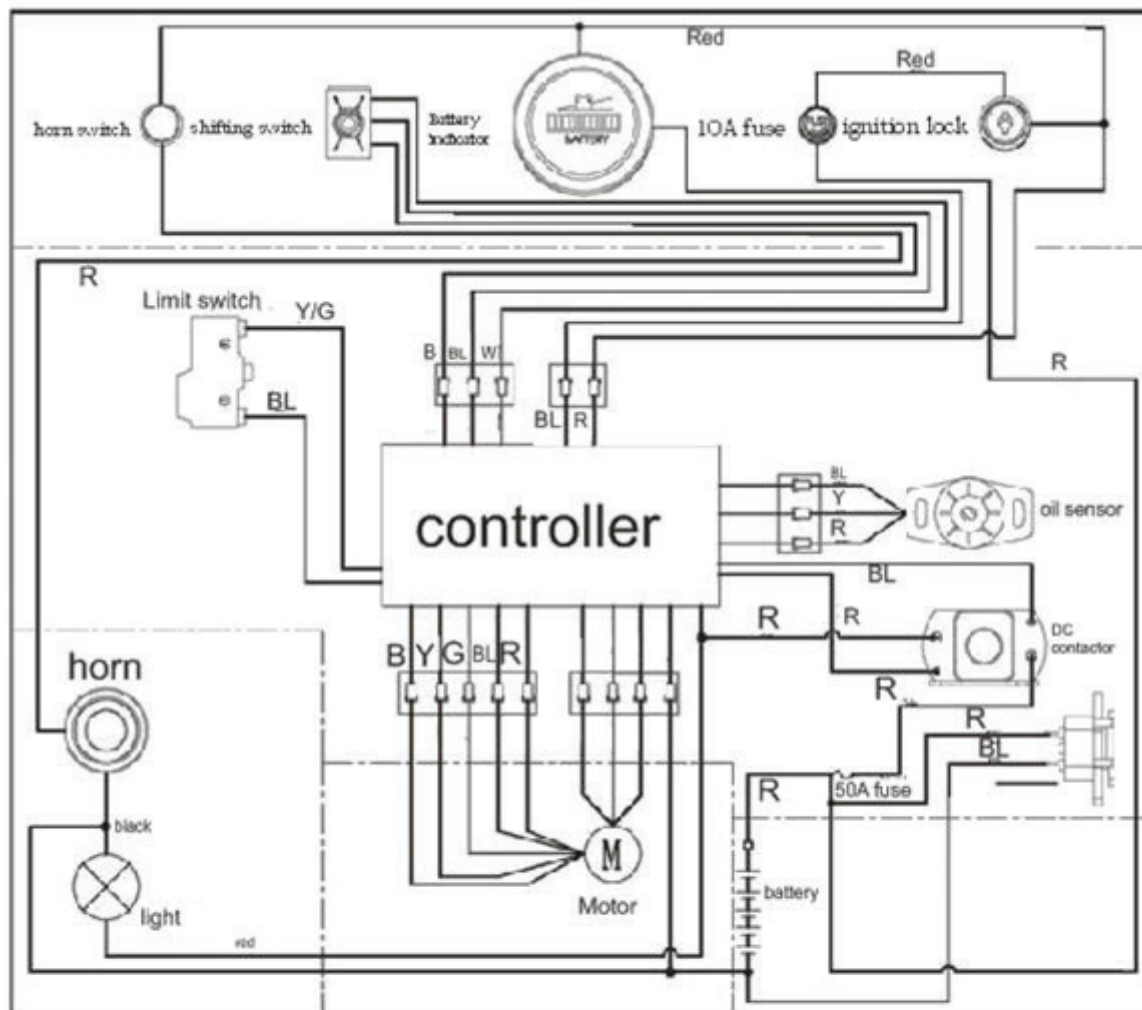 Red
Red
horn switch
shifting switch
Battery
indicator
BATTERY
10A fuse
ignition lock
R
Limit switch
Y/G
B
BL
W
R
BL
BL
R
BL
Y
R
oil sensor
controller
BL
R
R
DC
contactor
B
Y
G
BL
R
horn
R
R
BL
R
50A fuse
black
M
battery
light
Motor
red